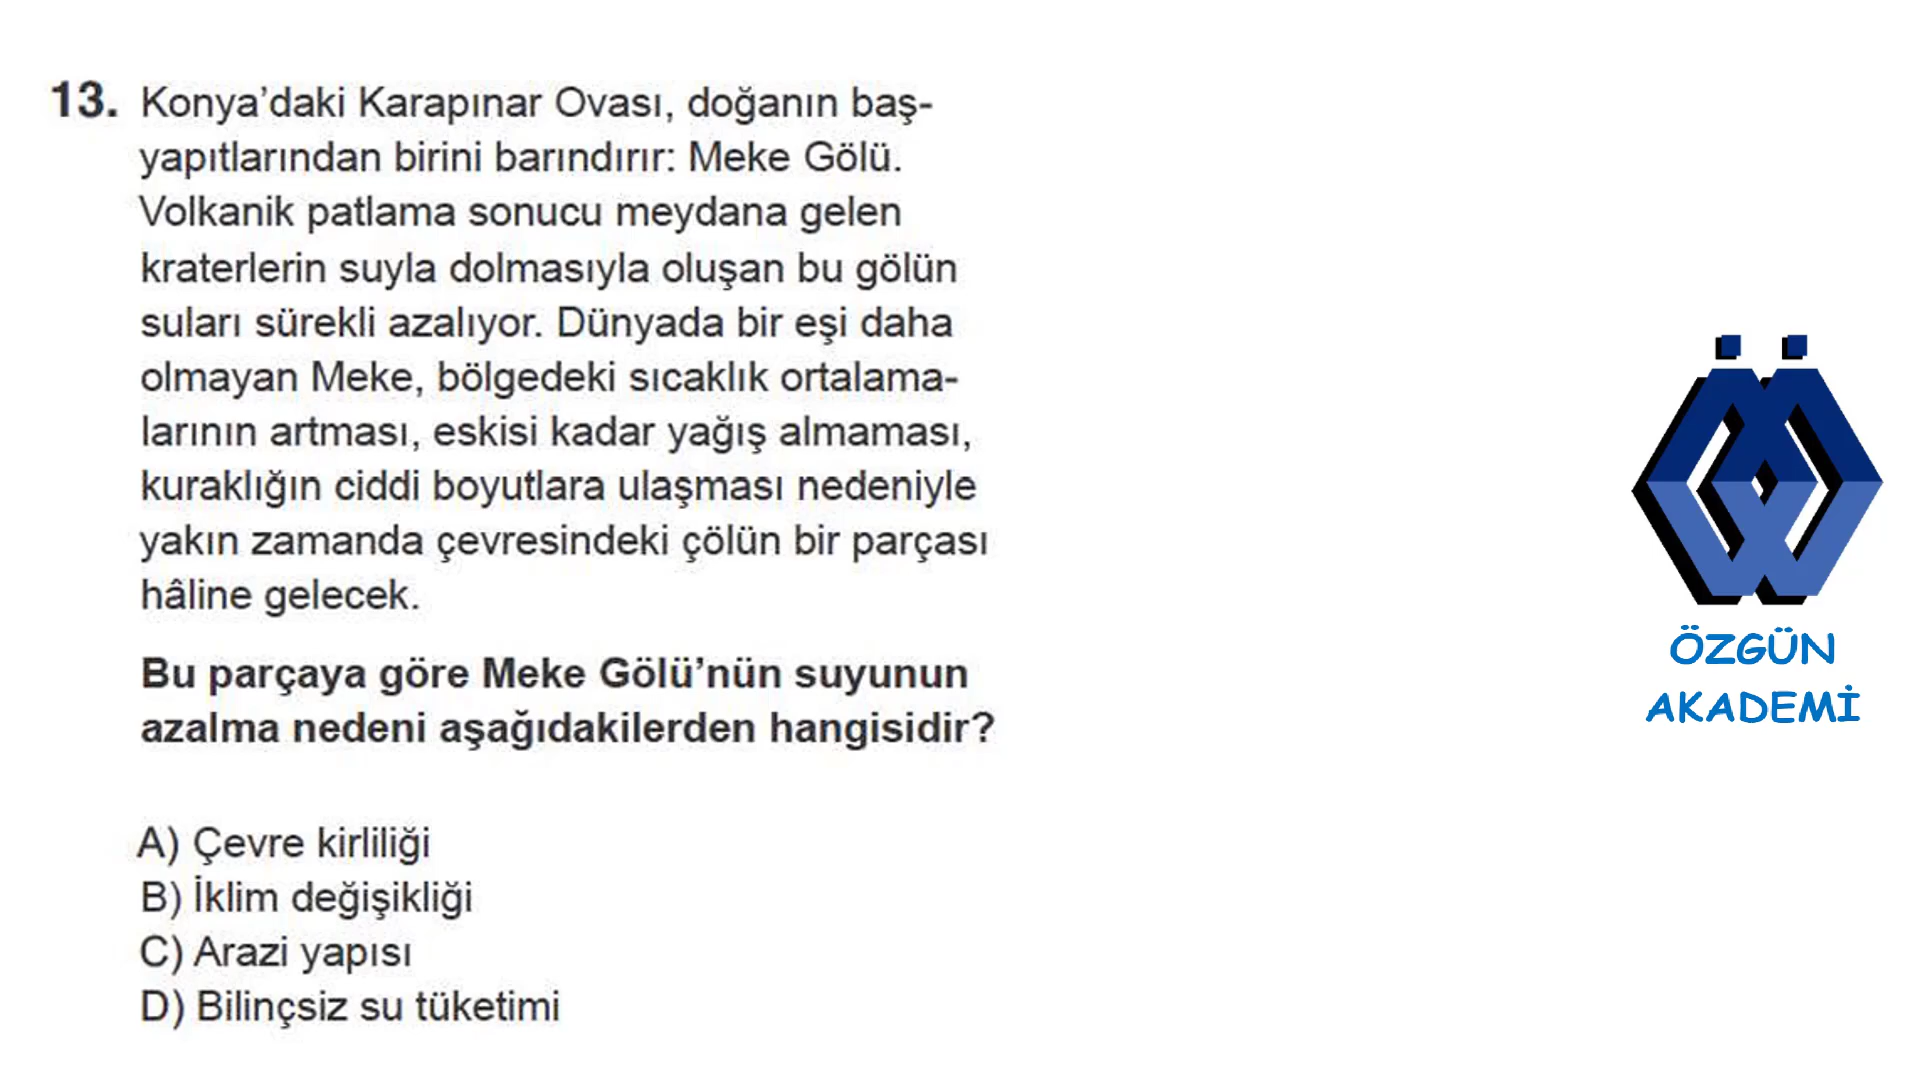 13. Konya’daki Karapınar Ovası, doğanın baş-
yapıtlarından birini barındırır: Meke Gölü.
Volkanik patlama sonucu meydana gelen
kraterlerin suyla dolmasıyla oluşan bu gölün
suları sürekli azalıyor. Dünyada bir eşi daha
olmayan Meke, bölgedeki sıcaklık ortalama-
larının artması, eskisi kadar yağış almaması,
kuraklığın ciddi boyutlara ulaşması nedeniyle
yakın zamanda çevresindeki çölün bir parçası
hâline gelecek.
Bu parçaya göre Meke Gölü’nün suyunun
azalma nedeni aşağıdakilerden hangisidir?
A) Çevre kirliliği
B) İklim değişikliği
C) Arazi yapısı
D) Bilinçsiz su tüketimi
ÖZGÜN
AKADEMİ